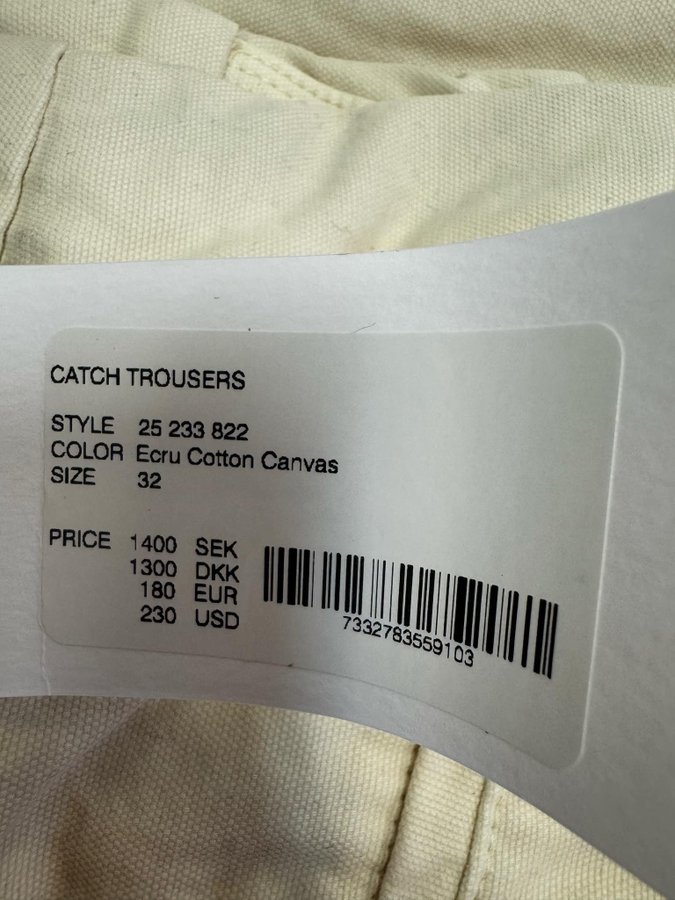 CATCH TROUSERS
STYLE 25 233 822
COLOR Ecru Cotton Canvas
SIZE 32
PRICE 1400 SEK
1300 DKK
180 EUR
230 USD
7332783559103